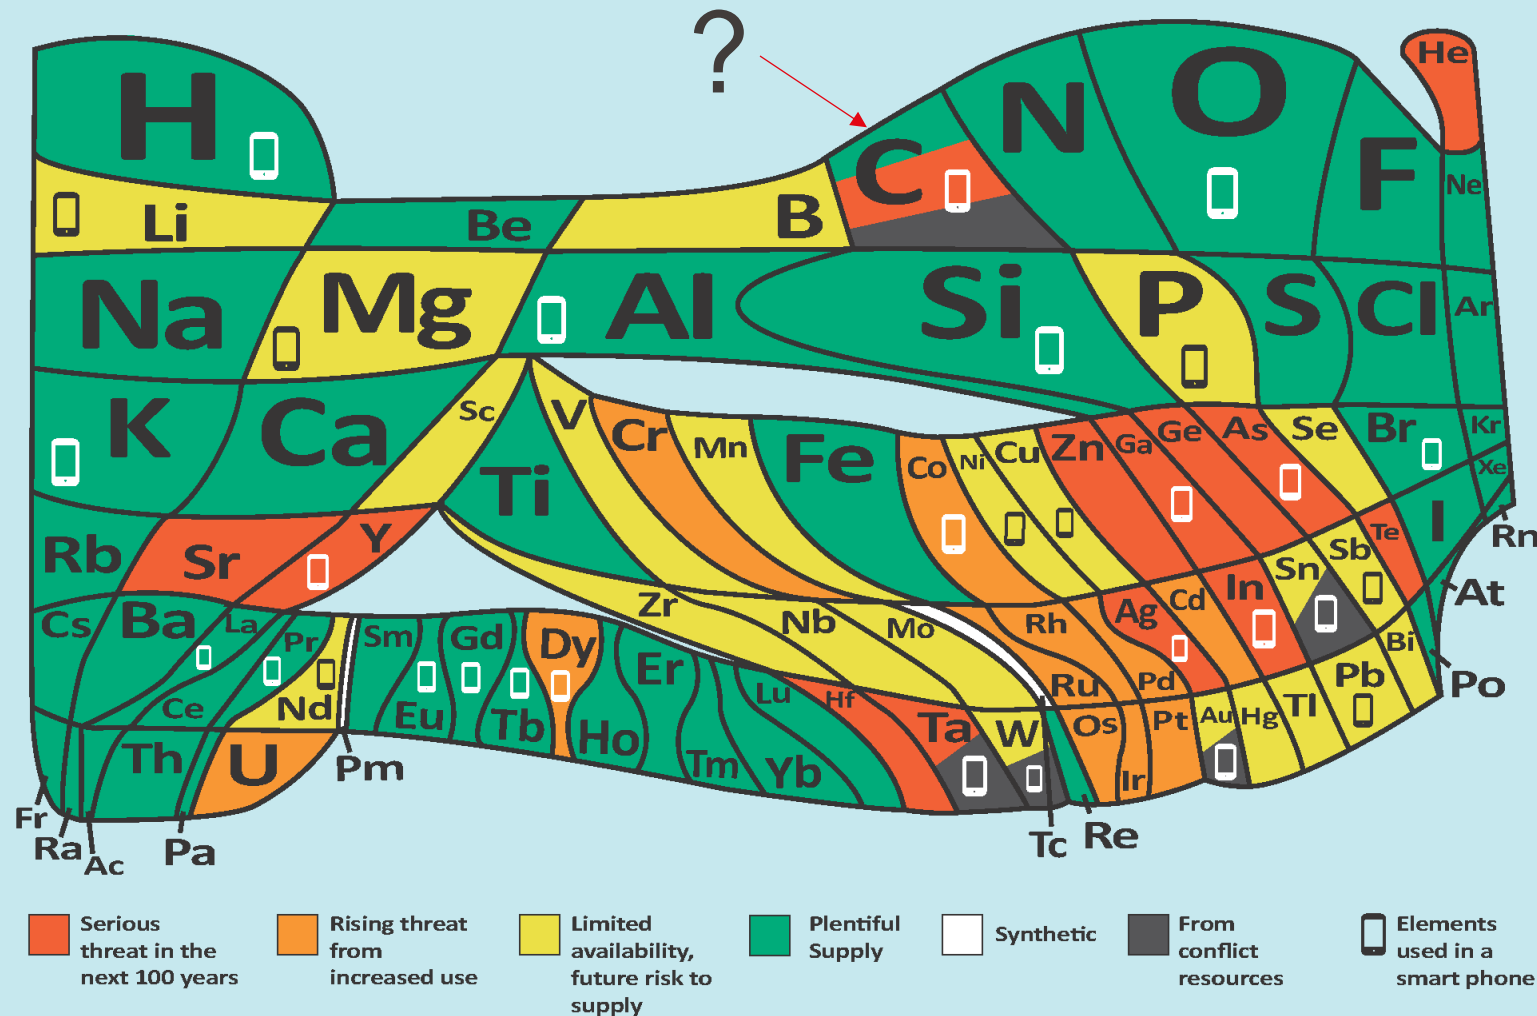 ?
He
H
C
N
O
F
Ne
Li
Be
B
Na
Mg
Al
Si
P
S
Cl
Ar
K
Ca
Sc
V
Cr
Mn
Fe
Co
Ni
Cu
Zn
Ga
Ge
As
Se
Br
Kr
Xe
Rn
Ti
Rb
Sr
Y
Zr
Nb
Mo
Rh
Ag
Cd
In
Sn
Sb
Te
I
At
Cs
Ba
La
Pr
Sm
Gd
Dy
Er
Lu
Hf
Ru
Pd
Bi
Po
Ce
Nd
Eu
Tb
Ho
Tm
Yb
Ta
W
Os
Ir
Pt
Au
Hg
Tl
Pb
Th
U
Pm
Fr
Ra
Ac
Pa
Tc
Re
Serious
threat in the
next 100 years
Rising threat
from
increased use
Limited
availability,
future risk to
supply
Plentiful
Supply
Synthetic
From
conflict
resources
Elements
used in a
smart phone